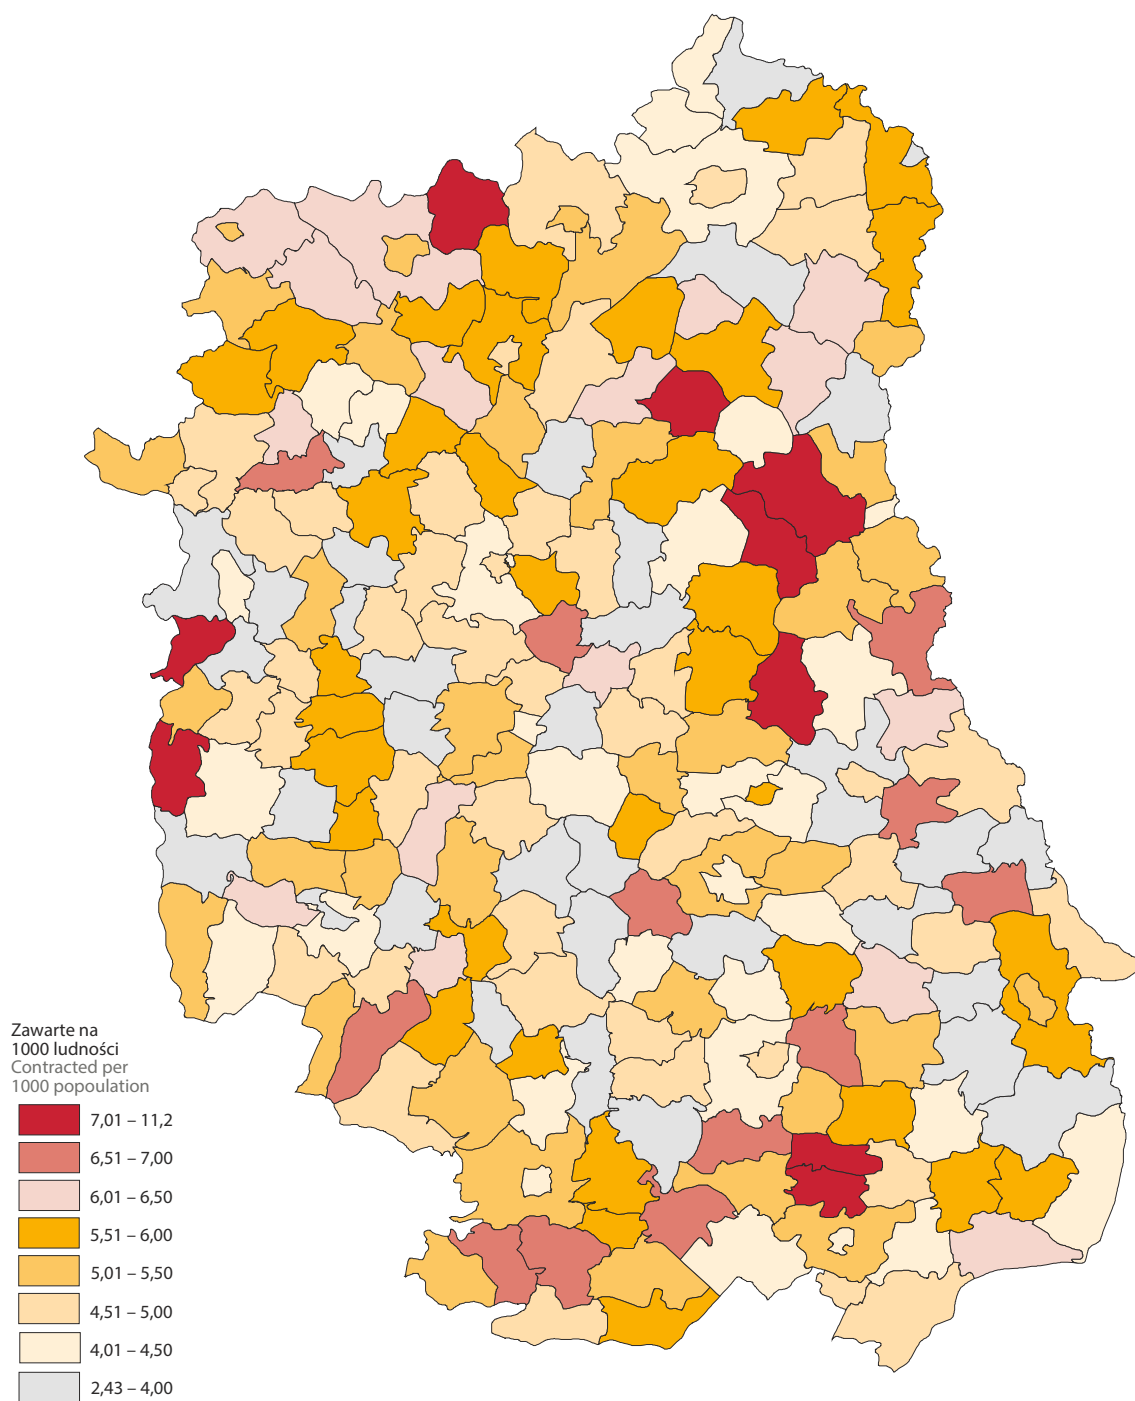 Zawarte na
1000 ludności
Contracted per
1000 popoulation
7,01 – 11,2
6,51 – 7,00
6,01 – 6,50
5,51 – 6,00
5,01 – 5,50
4,51 – 5,00
4,01 – 4,50
2,43 – 4,00